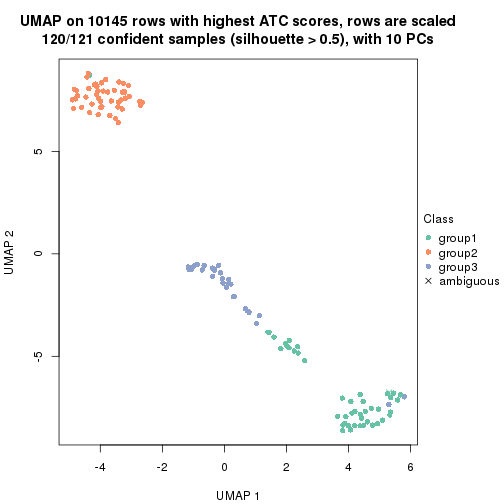 UMAP on 10145 rows with highest ATC scores, rows are scaled
120/121 confident samples (silhouette > 0.5), with 10 PCs
UMAP 2
5
0
-5
-4
-2
0
2
4
6
UMAP 1
Class
group1
group2
group3
ambiguous